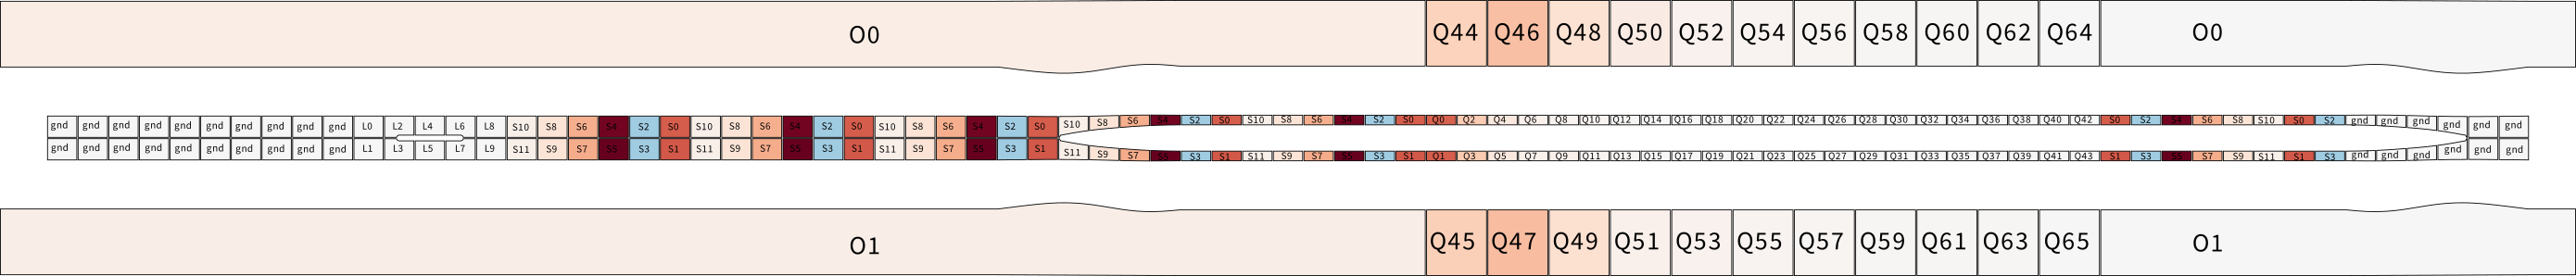 O0 Q44 Q46 Q48 Q50 Q52 Q54 Q56 Q58 Q60 Q62 Q64 O0
gnd gnd gnd gnd gnd gnd gnd gnd gnd gnd L0 L2 L4 L6 L8 S10 S8 S6 S4 S2 S0 S10 S8 S6 S4 S2 S0 S10 S8 S6 S4 S2 S0 S10 S8 S6 S4 S2 S0 S10 S8 S6 S4 S2 S0 Q0 Q2 Q4 Q6 Q8 Q10 Q12 Q14 Q16 Q18 Q20 Q22 Q24 Q26 Q28 Q30 Q32 Q34 Q36 Q38 Q40 Q42 S0 S2 S4 S6 S8 S10 S0 S2 gnd gnd gnd gnd gnd gnd
gnd gnd gnd gnd gnd gnd gnd gnd gnd gnd L1 L3 L5 L7 L9 S11 S9 S7 S5 S3 S1 S11 S9 S7 S5 S3 S1 S11 S9 S7 S5 S3 S1 S11 S9 S7 S5 S3 S1 S11 S9 S7 S5 S3 S1 Q1 Q3 Q5 Q7 Q9 Q11 Q13 Q15 Q17 Q19 Q21 Q23 Q25 Q27 Q29 Q31 Q33 Q35 Q37 Q39 Q41 Q43 S1 S3 S5 S7 S9 S11 S1 S3 gnd gnd gnd gnd gnd gnd
O1 Q45 Q47 Q49 Q51 Q53 Q55 Q57 Q59 Q61 Q63 Q65 O1